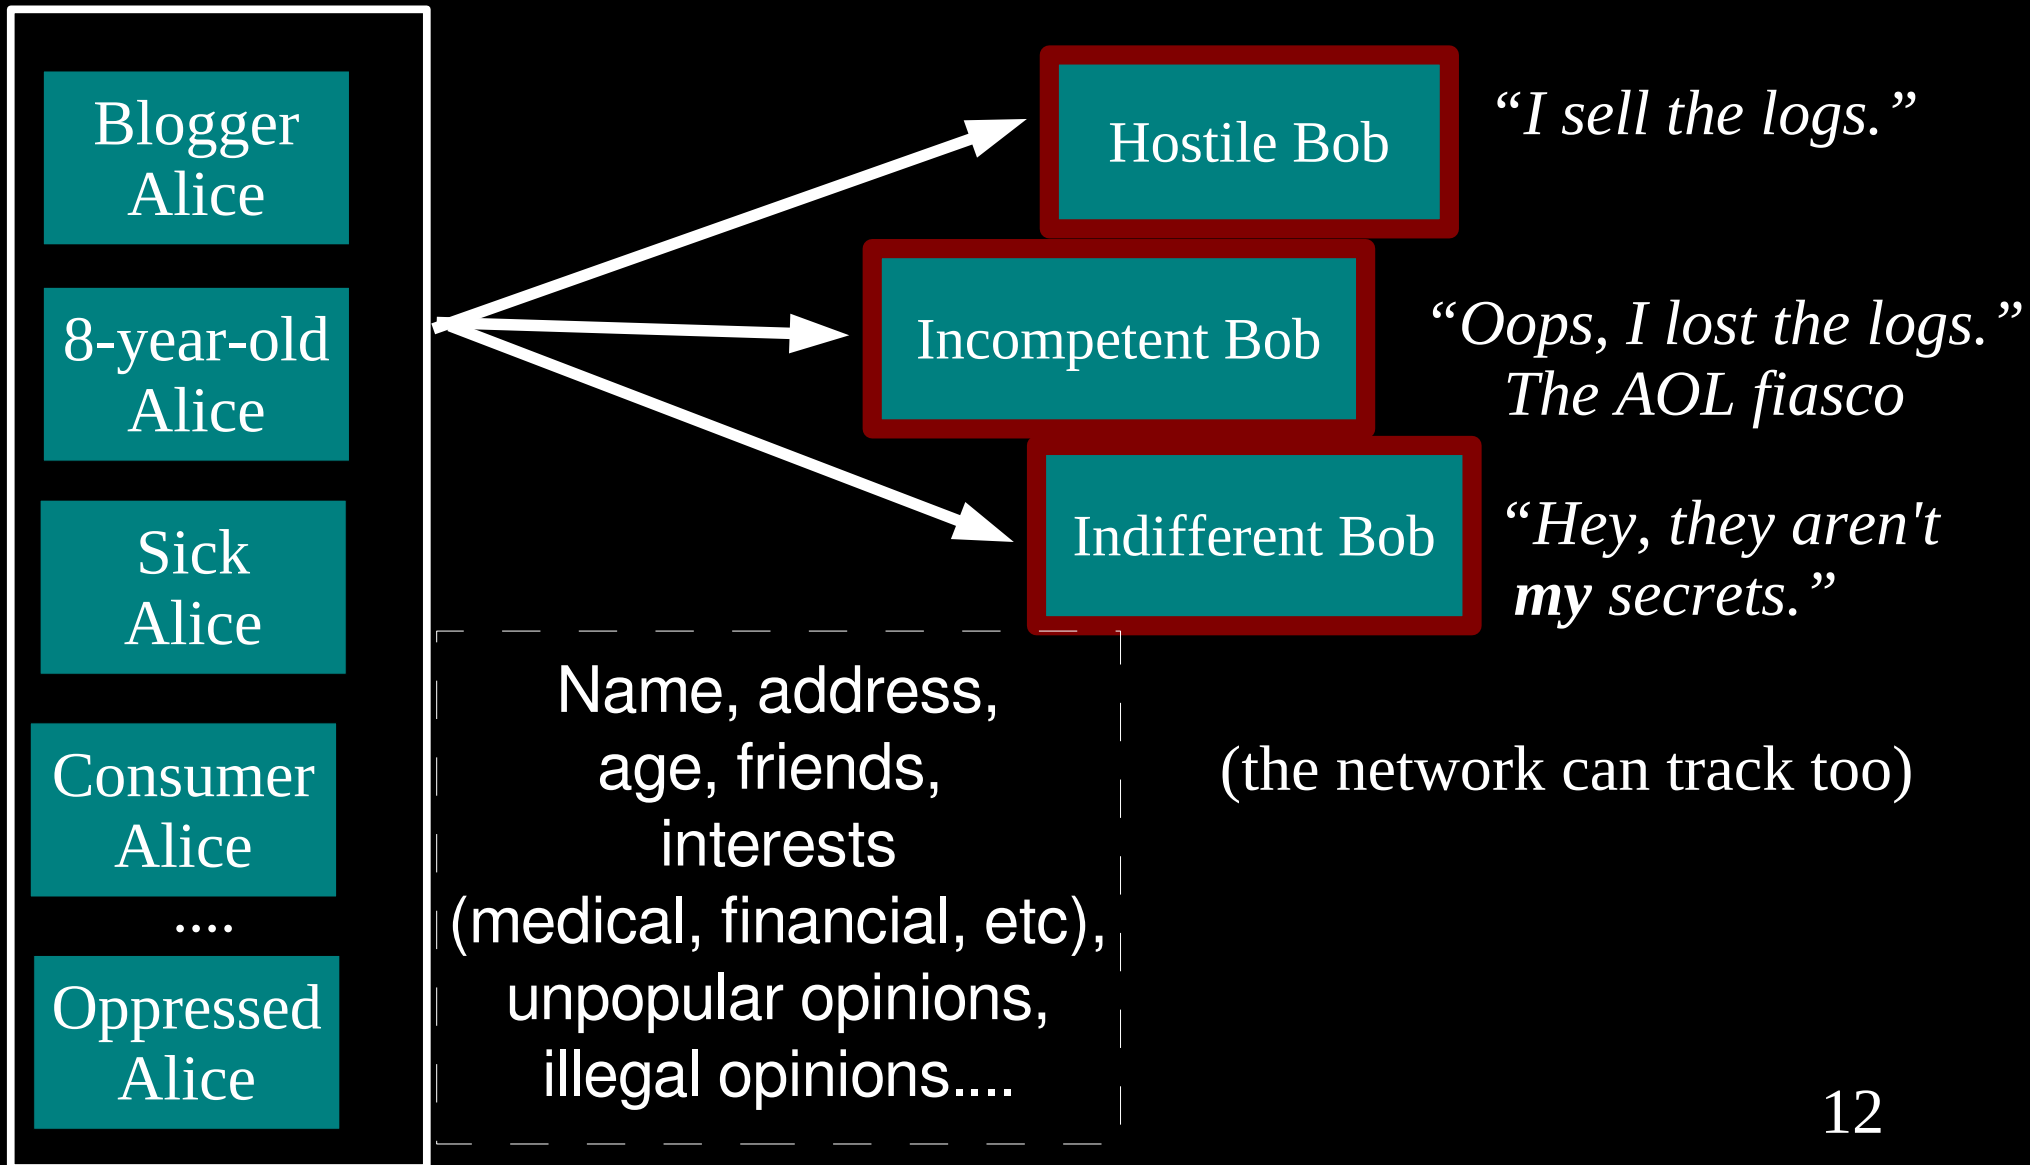 Blogger
Alice
8-year-old
Alice
Sick
Alice
Consumer
Alice
....
Oppressed
Alice
Hostile Bob
“I sell the logs.”
Incompetent Bob
“Oops, I lost the logs.”
The AOL fiasco
Indifferent Bob
“Hey, they aren't
my secrets.”
Name, address,
age, friends,
interests
(medical, financial, etc),
unpopular opinions,
illegal opinions....
(the network can track too)
12